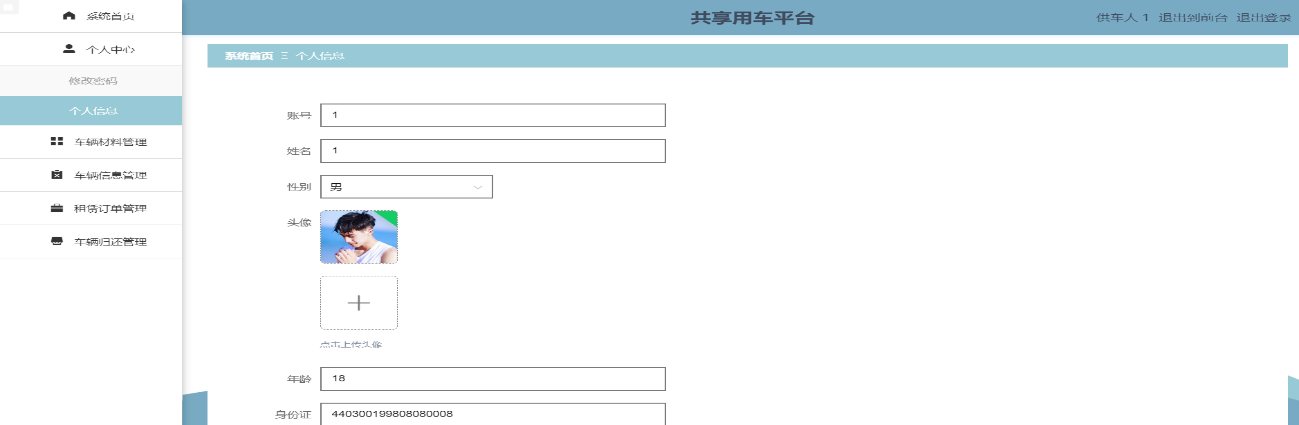 系统首页
个人中心
修改密码
个人信息
车辆材料管理
车辆信息管理
租赁订单管理
车辆归还管理
共享用车平台
供车人 1 退出到前台 退出登录
系统首页 Ξ 个人信息
账号 1
姓名 1
性别 男
头像
点击上传头像
年龄 18
身份证 440300199808080008